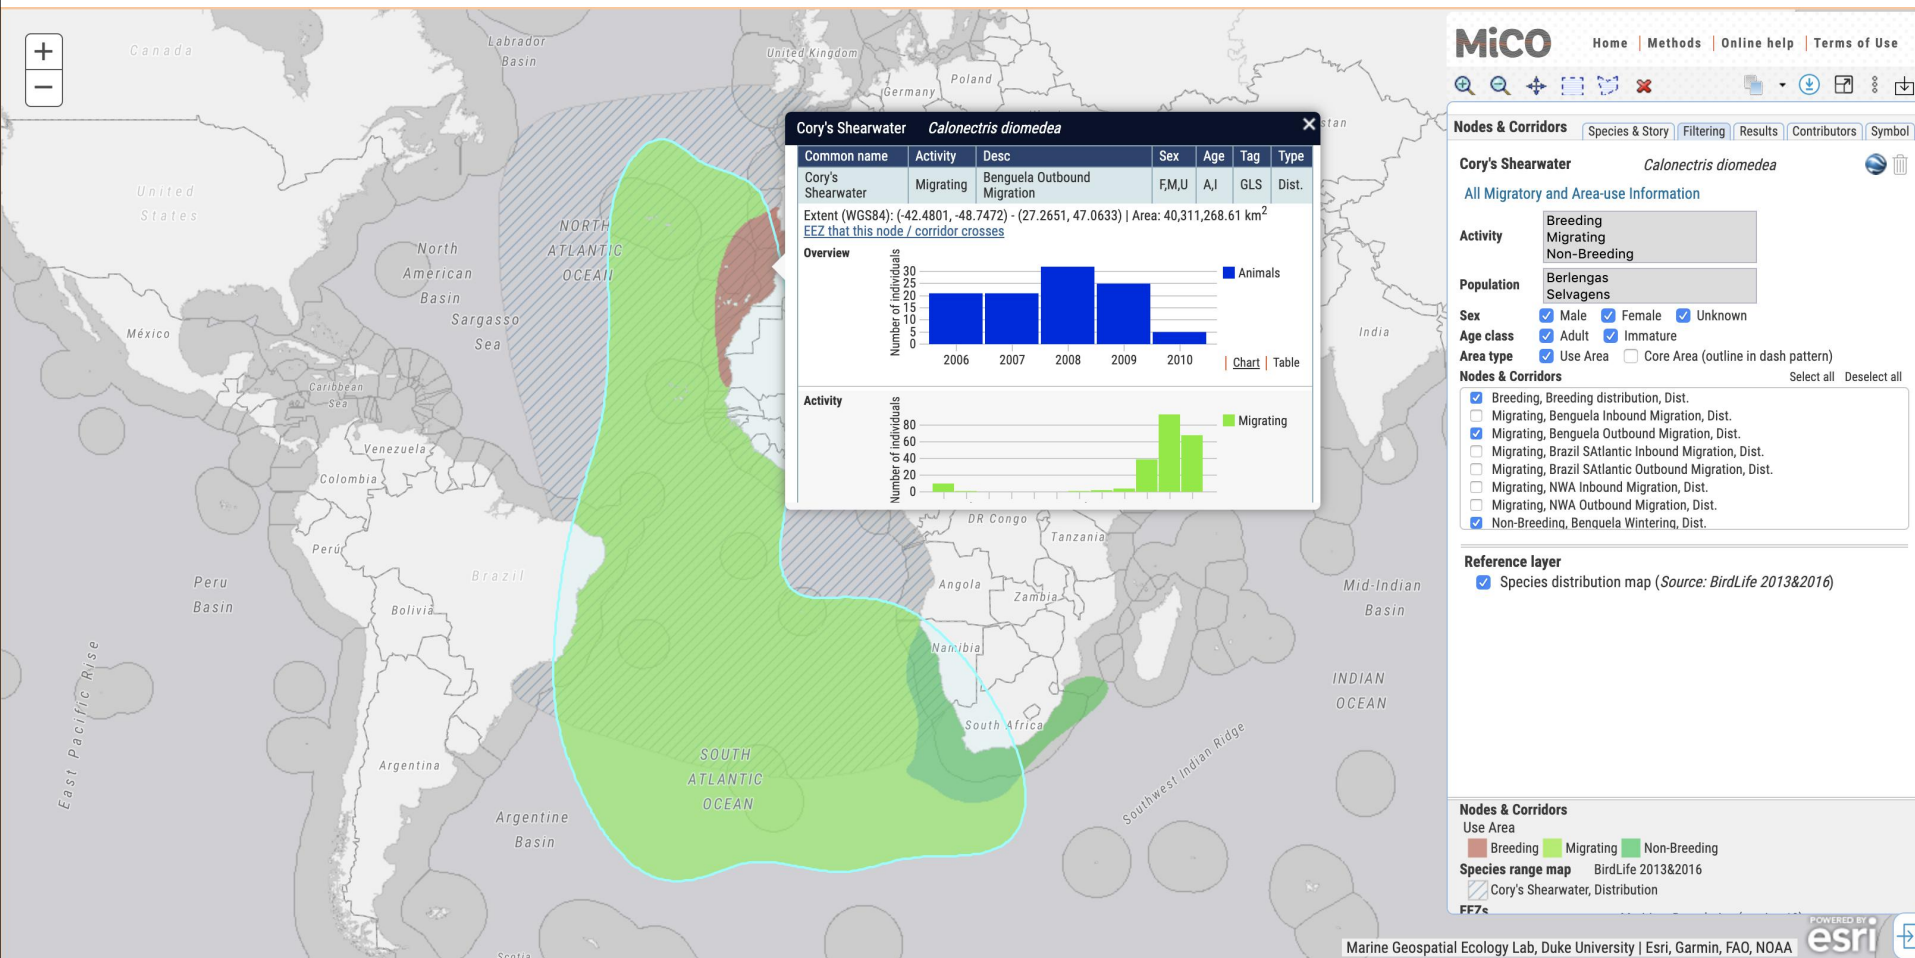 Canada
Labrador
Basin
United Kingdom
Poland
Germany
stan
United
States
NORTH
ATLANTIC
OCEAN
North
American
Basin
Sargasso
Sea
México
Caribbean
Sea
Venezuela
Colombia
Perú
Brazil
Bolivia
Peru
Basin
East Pacific Rise
Argentina
Argentine
Basin
SOUTH
ATLANTIC
OCEAN
DR Congo
Tanzania
Angola
Zambia
Namibia
South Africa
India
Mid-Indian
Basin
INDIAN
OCEAN
Southwest Indian Ridge
Scotia
Cory's Shearwater Calonectris diomedea
Common name Activity Desc Sex Age Tag Type
Cory's Shearwater Migrating Benguela Outbound Migration F,M,U A,I GLS Dist.
Extent (WGS84): (-42.4801, -48.7472) - (27.2651, 47.0633) | Area: 40,311,268.61 km2
EEZ that this node / corridor crosses
Overview
Number of individuals
30
25
20
15
10
5
0
2006 2007 2008 2009 2010
Animals
| Chart | Table
Activity
Number of individuals
80
60
40
20
0
Migrating
MiCO
Home | Methods | Online help | Terms of Use
Nodes & Corridors Species & Story Filtering Results Contributors Symbol
Cory's Shearwater Calonectris diomedea
All Migratory and Area-use Information
Activity
Breeding
Migrating
Non-Breeding
Population
Berlengas
Selvagens
Sex Male Female Unknown
Age class Adult Immature
Area type Use Area Core Area (outline in dash pattern)
Nodes & Corridors Select all Deselect all
Breeding, Breeding distribution, Dist.
Migrating, Benguela Inbound Migration, Dist.
Migrating, Benguela Outbound Migration, Dist.
Migrating, Brazil SAtlantic Inbound Migration, Dist.
Migrating, Brazil SAtlantic Outbound Migration, Dist.
Migrating, NWA Inbound Migration, Dist.
Migrating, NWA Outbound Migration, Dist.
Non-Breeding, Benguela Wintering, Dist.
Reference layer
Species distribution map (Source: BirdLife 2013&2016)
Nodes & Corridors
Use Area
Breeding Migrating Non-Breeding
Species range map BirdLife 2013&2016
Cory's Shearwater, Distribution
EEZs
POWERED BY
esri
Marine Geospatial Ecology Lab, Duke University | Esri, Garmin, FAO, NOAA